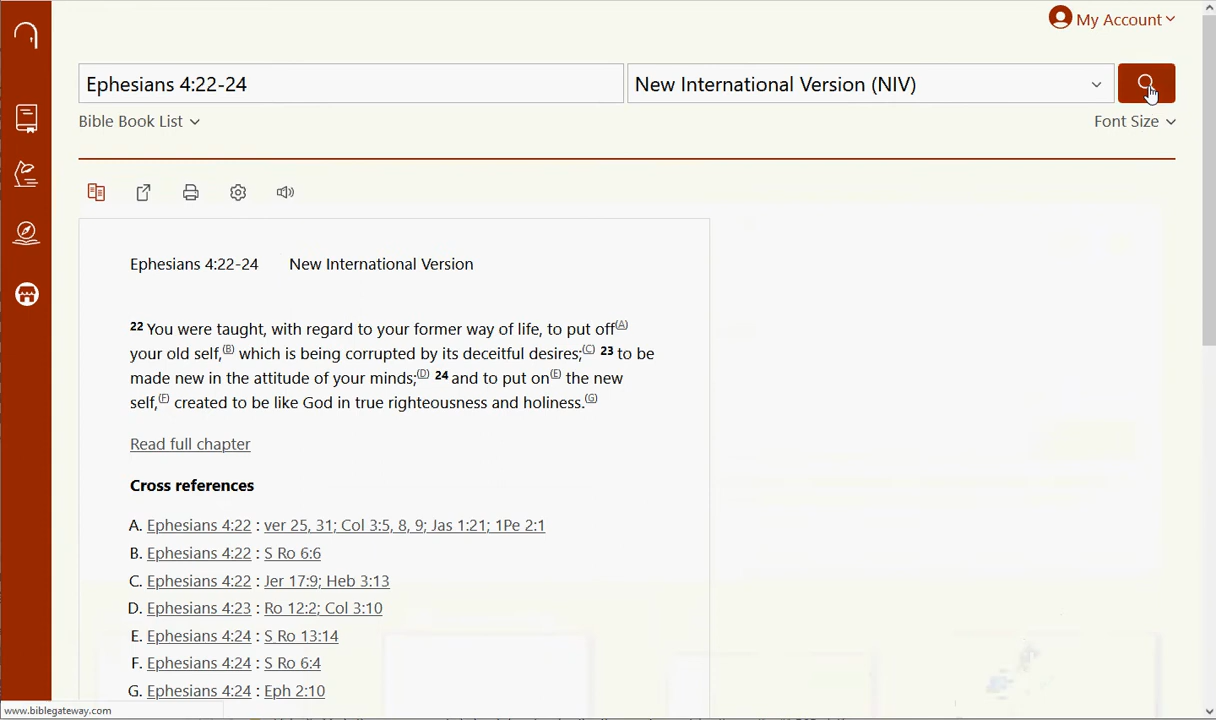 My Account
Ephesians 4:22-24 New International Version (NIV)
Bible Book List Font Size
Ephesians 4:22-24 New International Version
22 You were taught, with regard to your former way of life, to put off(A)
your old self,(B) which is being corrupted by its deceitful desires;(C) 23 to be
made new in the attitude of your minds;(D) 24 and to put on(E) the new
self,(F) created to be like God in true righteousness and holiness.(G)
Read full chapter
Cross references
A. Ephesians 4:22 : ver 25, 31; Col 3:5, 8, 9; Jas 1:21; 1Pe 2:1
B. Ephesians 4:22 : S Ro 6:6
C. Ephesians 4:22 : Jer 17:9; Heb 3:13
D. Ephesians 4:23 : Ro 12:2; Col 3:10
E. Ephesians 4:24 : S Ro 13:14
F. Ephesians 4:24 : S Ro 6:4
G. Ephesians 4:24 : Eph 2:10
www.biblegateway.com